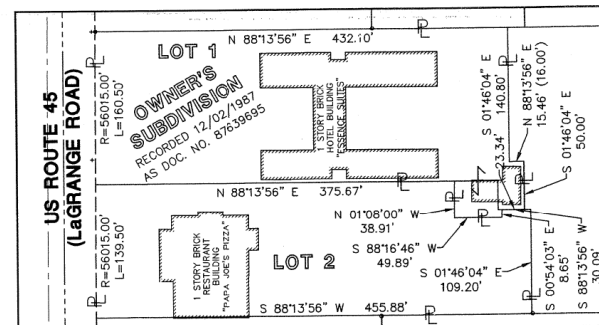 US ROUTE 45
(LaGRANGE ROAD)
R=56015.00'
L=160.50'
R=56015.00'
L=139.50'
LOT 1
N 88°13'56" E 432.10'
OWNER'S
SUBDIVISION
RECORDED 12/02/1987
AS DOC. NO. 87639695
1 STORY BRICK
HOTEL BUILDING
"ESSENCE SUITES"
S 01°46'04" E
140.80'
N 88°13'56" E
15.46' (16.00')
S 01°46'04" E
50.00'
23.34'
N 88°13'56" E 375.67'
N 01°08'00" W
38.91'
S 88°16'46" W
49.89'
S 01°46'04" E
109.20'
S 00°54'03" E
8.65'
S 88°13'56" W
30.09'
1 STORY BRICK
RESTAURANT
BUILDING
"PAPA JOE'S PIZZA"
LOT 2
S 88°13'56" W 455.88'